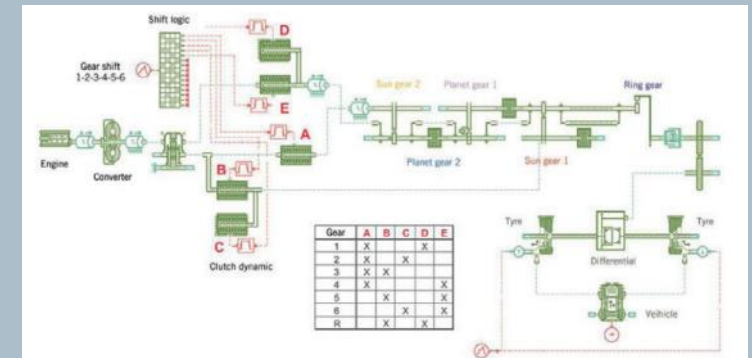 Shift logic
D
Gear shift
1-2-3-4-5-6
E
A
Sun gear 2
Planet gear 1
Ring gear
Engine
Converter
Planet gear 2
Sun gear 1
B
C
Clutch dynamic
Gear A B C D E
1 X X
2 X X
3 X X
4 X X
5 X X
6 X X
R X X
Tyre
Tyre
Differential
Veihicle